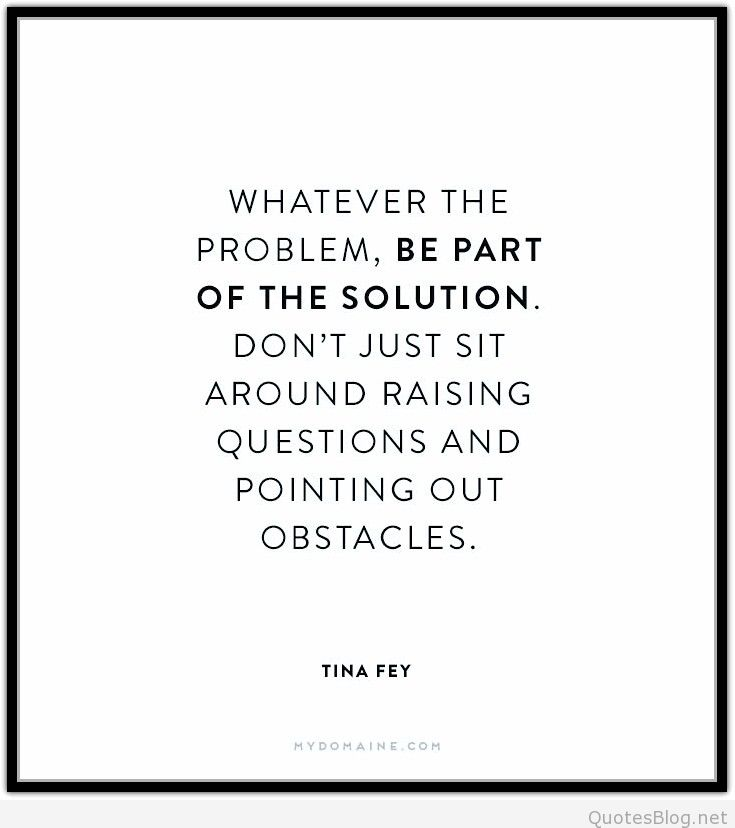 WHATEVER THE
PROBLEM, BE PART
OF THE SOLUTION.
DON’T JUST SIT
AROUND RAISING
QUESTIONS AND
POINTING OUT
OBSTACLES.
TINA FEY
MYDOMAINE.COM
QuotesBlog.net